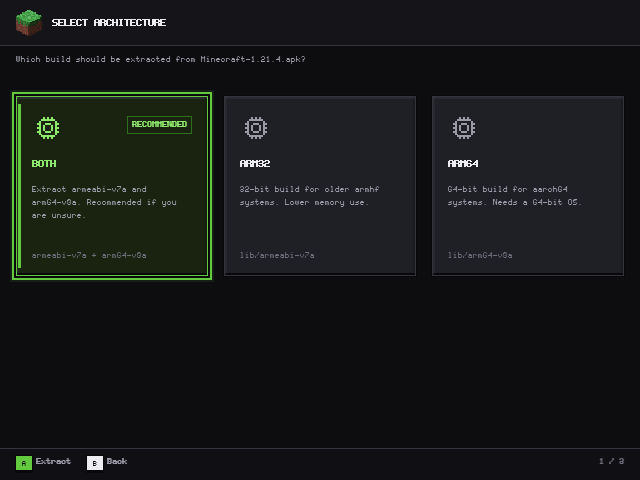 SELECT ARCHITECTURE
Which build should be extracted from Minecraft-1.21.4.apk?
RECOMMENDED
BOTH
Extract armeabi-v7a and
arm64-v8a. Recommended if you
are unsure.
armeabi-v7a + arm64-v8a
ARM32
32-bit build for older armhf
systems. Lower memory use.
lib/armeabi-v7a
ARM64
64-bit build for aarch64
systems. Needs a 64-bit OS.
lib/arm64-v8a
A Extract B Back 1 / 3